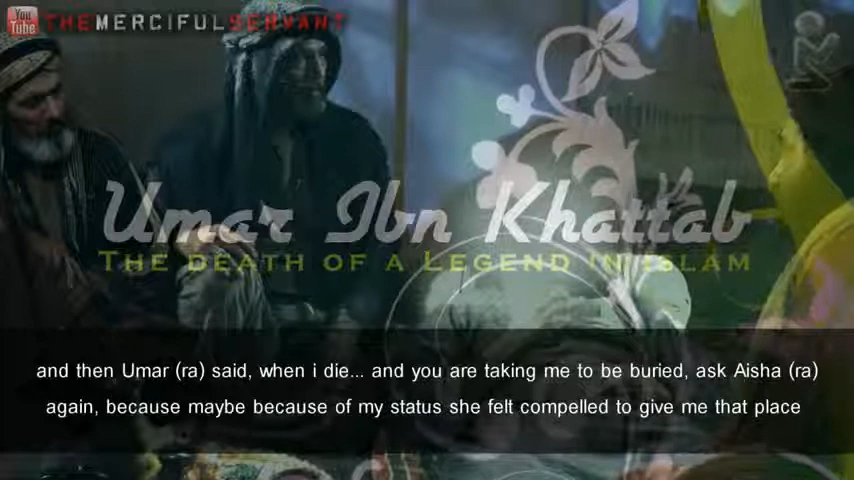 You
Tube
THEMERCIFULSERVANT
Umar Ibn Khattab
THE DEATH OF A LEGEND IN ISLAM
and then Umar (ra) said, when i die... and you are taking me to be buried, ask Aisha (ra)
again, because maybe because of my status she felt compelled to give me that place